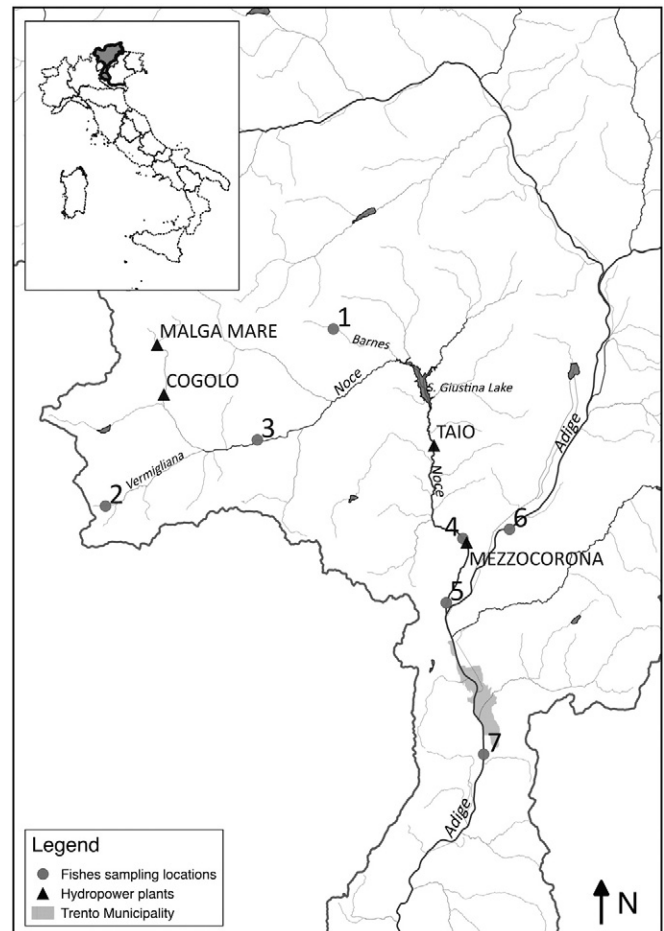 1
Barnes
MALGA MARE
COGOLO
Noce
S. Giustina Lake
3
TAIO
Adige
Vermigliana
2
Noce
4
6
MEZZOCORONA
5
7
Adige
Legend
Fishes sampling locations
Hydropower plants
Trento Municipality
N